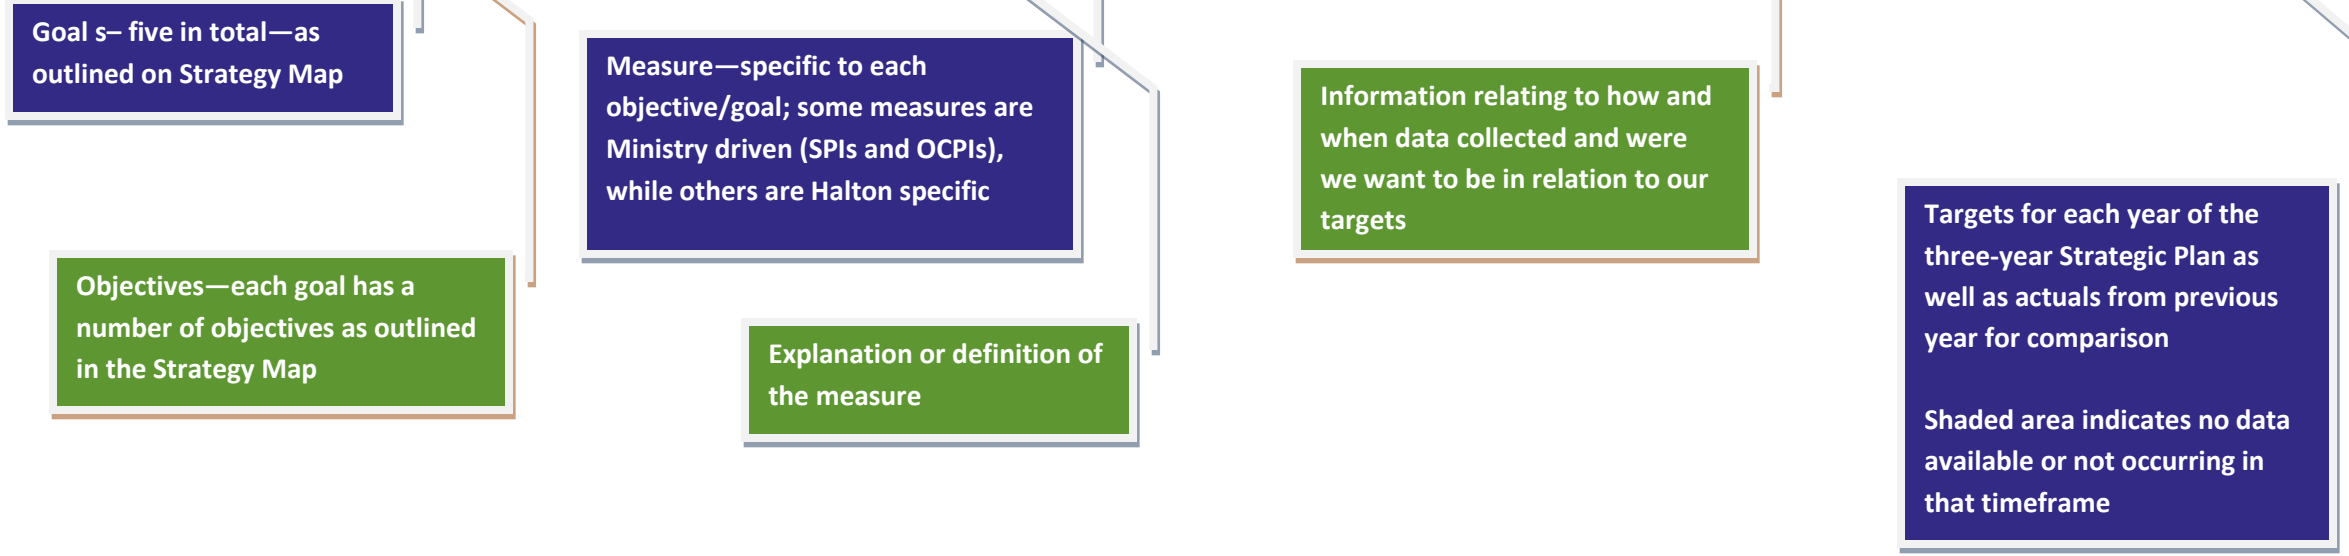 Goal s– five in total—as
outlined on Strategy Map
Objectives—each goal has a
number of objectives as outlined
in the Strategy Map
Measure—specific to each
objective/goal; some measures are
Ministry driven (SPIs and OCPIs),
while others are Halton specific
Explanation or definition of
the measure
Information relating to how and
when data collected and were
we want to be in relation to our
targets
Targets for each year of the
three-year Strategic Plan as
well as actuals from previous
year for comparison
Shaded area indicates no data
available or not occurring in
that timeframe